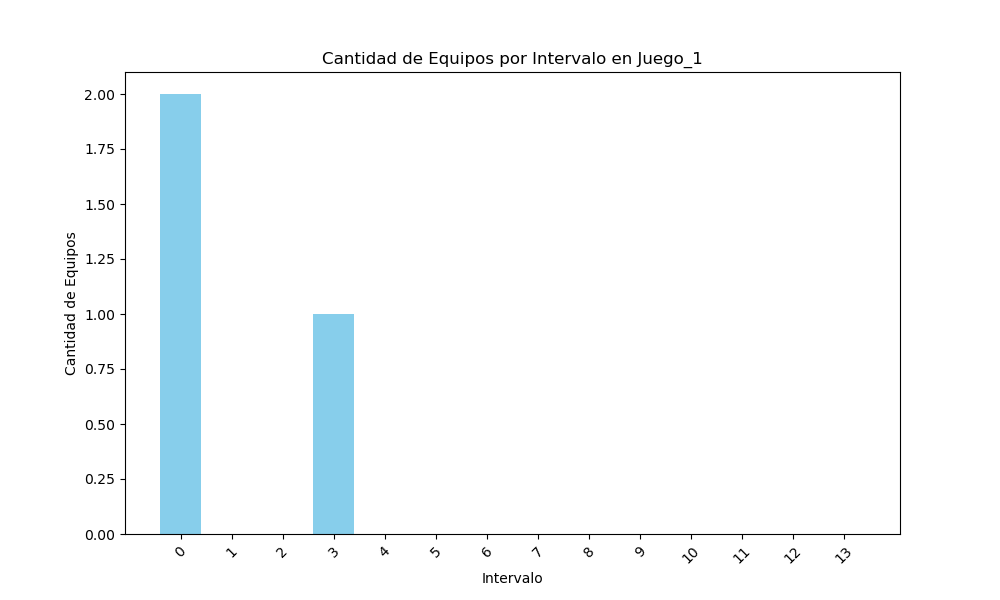 Cantidad de Equipos por Intervalo en Juego_1
2.00
1.75
1.50
1.25
1.00
0.75
0.50
0.25
0.00
Cantidad de Equipos
0 1 2 3 4 5 6 7 8 9 10 11 12 13
Intervalo